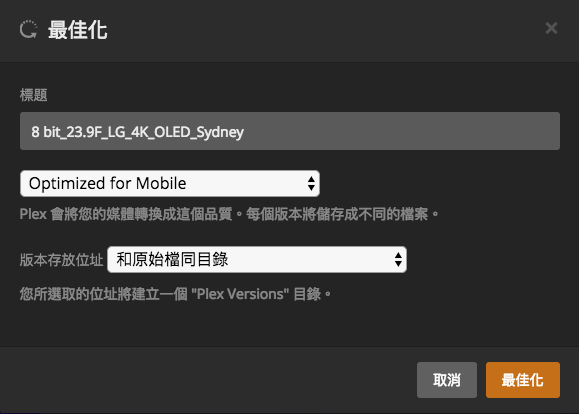 最佳化
標題
8 bit_23.9F_LG_4K_OLED_Sydney
Optimized for Mobile
Plex 會將您的媒體轉換成這個品質。每個版本將儲存成不同的檔案。
版本存放位址 和原始檔同目錄
您所選取的位址將建立一個 "Plex Versions" 目錄。
取消 最佳化